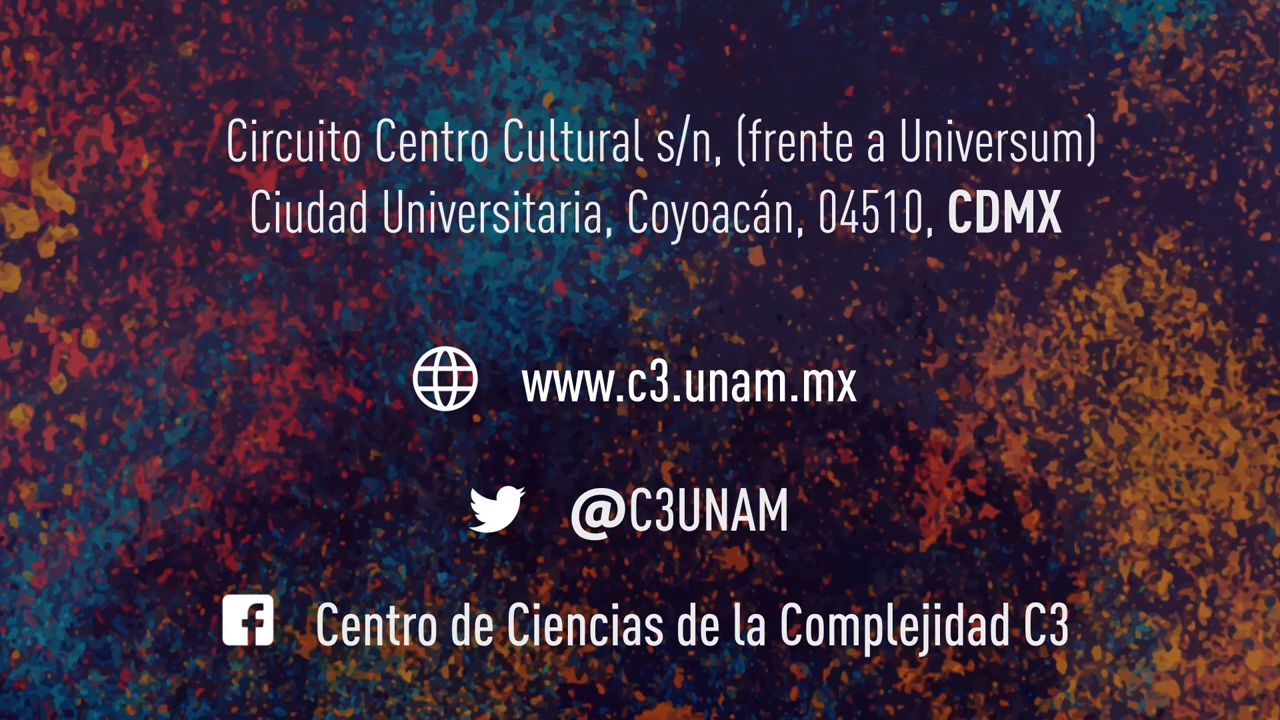 Circuito Centro Cultural s/n, (frente a Universum)
Ciudad Universitaria, Coyoacán, 04510, CDMX
www.c3.unam.mx
@C3UNAM
Centro de Ciencias de la Complejidad C3